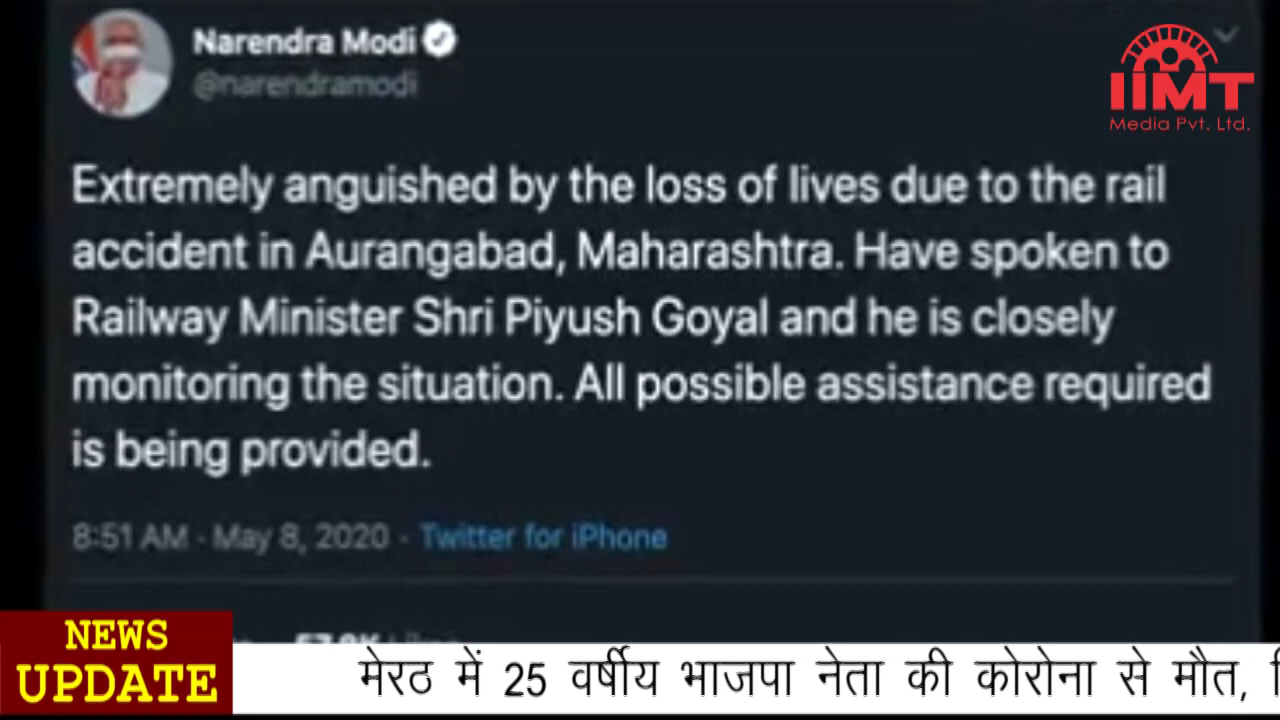 Narendra Modi
@narendramodi
IIMT
Media Pvt. Ltd.
Extremely anguished by the loss of lives due to the rail
accident in Aurangabad, Maharashtra. Have spoken to
Railway Minister Shri Piyush Goyal and he is closely
monitoring the situation. All possible assistance required
is being provided.
8:51 AM · May 8, 2020 · Twitter for iPhone
NEWS
UPDATE
मेरठ में 25 वर्षीय भाजपा नेता की कोरोना से मौत,